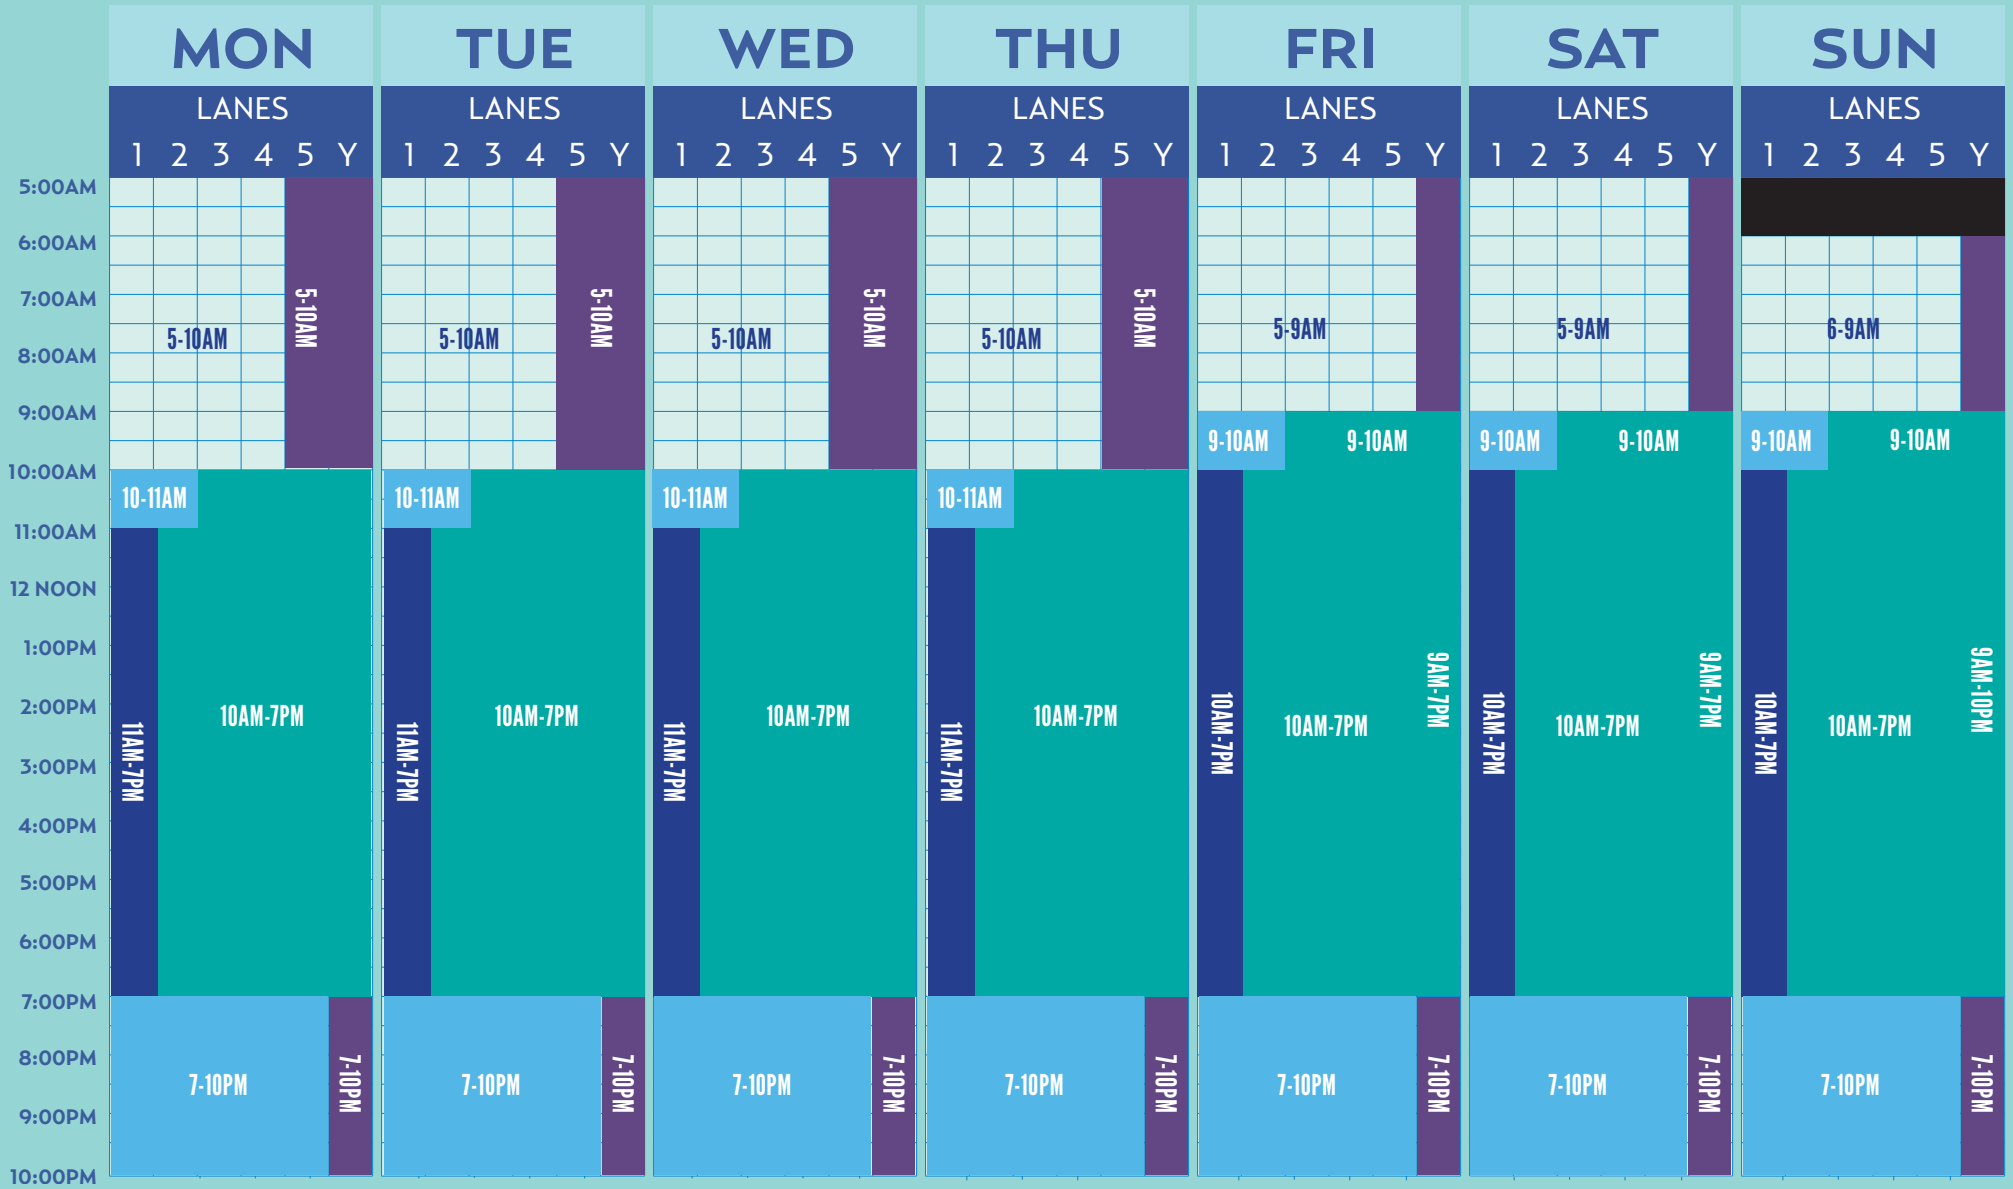 MON TUE WED THU FRI SAT SUN
LANES LANES LANES LANES LANES LANES LANES
1 2 3 4 5 Y 1 2 3 4 5 Y 1 2 3 4 5 Y 1 2 3 4 5 Y 1 2 3 4 5 Y 1 2 3 4 5 Y 1 2 3 4 5 Y
5:00AM
6:00AM
7:00AM
5-10AM 5-10AM 5-10AM 5-10AM
5-10AM 5-10AM 5-10AM 5-10AM 5-9AM 5-9AM 6-9AM
8:00AM
9:00AM
9-10AM 9-10AM 9-10AM 9-10AM 9-10AM 9-10AM
10:00AM
10-11AM 10-11AM 10-11AM 10-11AM
11:00AM
12 NOON
1:00PM
9AM-7PM 9AM-7PM 9AM-10PM
2:00PM
10AM-7PM 10AM-7PM 10AM-7PM 10AM-7PM 10AM-7PM 10AM-7PM 10AM-7PM
11AM-7PM 11AM-7PM 11AM-7PM 11AM-7PM 10AM-7PM 10AM-7PM 10AM-7PM
3:00PM
4:00PM
5:00PM
6:00PM
7:00PM
8:00PM
7-10PM 7-10PM 7-10PM 7-10PM 7-10PM 7-10PM 7-10PM 7-10PM 7-10PM 7-10PM 7-10PM 7-10PM 7-10PM 7-10PM
9:00PM
10:00PM